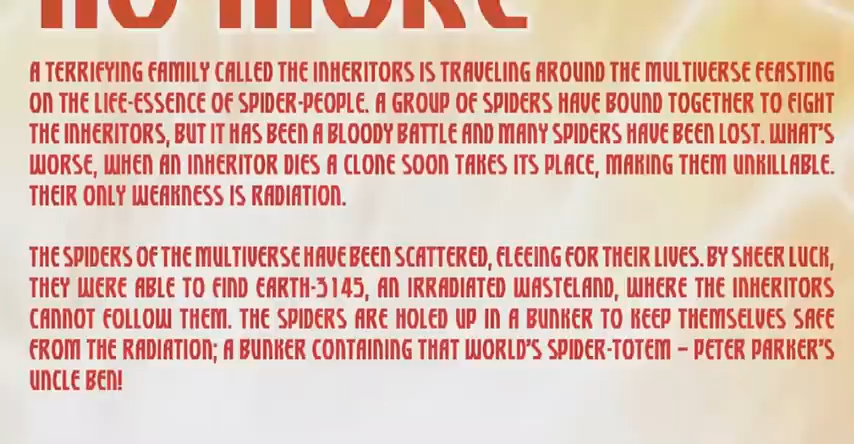 NO MORE
A TERRIFYING FAMILY CALLED THE INHERITORS IS TRAVELING AROUND THE MULTIVERSE FEASTING
ON THE LIFE-ESSENCE OF SPIDER-PEOPLE. A GROUP OF SPIDERS HAVE BOUND TOGETHER TO FIGHT
THE INHERITORS, BUT IT HAS BEEN A BLOODY BATTLE AND MANY SPIDERS HAVE BEEN LOST. WHAT'S
WORSE, WHEN AN INHERITOR DIES A CLONE SOON TAKES ITS PLACE, MAKING THEM UNKILLABLE.
THEIR ONLY WEAKNESS IS RADIATION.
THE SPIDERS OF THE MULTIVERSE HAVE BEEN SCATTERED, FLEEING FOR THEIR LIVES. BY SHEER LUCK,
THEY WERE ABLE TO FIND EARTH-3145, AN IRRADIATED WASTELAND, WHERE THE INHERITORS
CANNOT FOLLOW THEM. THE SPIDERS ARE HOLED UP IN A BUNKER TO KEEP THEMSELVES SAFE
FROM THE RADIATION; A BUNKER CONTAINING THAT WORLD'S SPIDER-TOTEM – PETER PARKER'S
UNCLE BEN!